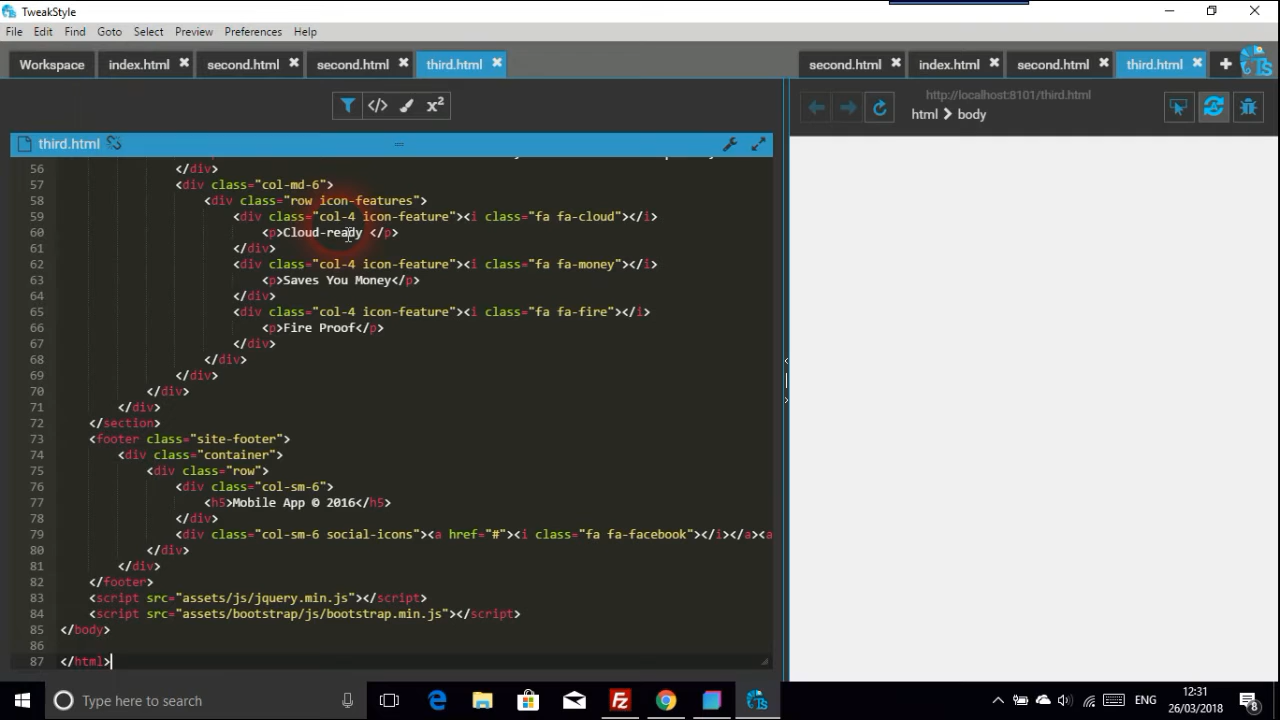 TweakStyle
File Edit Find Goto Select Preview Preferences Help
Workspace index.html second.html second.html third.html
second.html index.html second.html third.html
http://localhost:8101/third.html
html body
third.html
56 </div>
57 <div class="col-md-6">
58 <div class="row icon-features">
59 <div class="col-4 icon-feature"><i class="fa fa-cloud"></i>
60 <p>Cloud-ready </p>
61 </div>
62 <div class="col-4 icon-feature"><i class="fa fa-money"></i>
63 <p>Saves You Money</p>
64 </div>
65 <div class="col-4 icon-feature"><i class="fa fa-fire"></i>
66 <p>Fire Proof</p>
67 </div>
68 </div>
69 </div>
70 </div>
71 </div>
72 </section>
73 <footer class="site-footer">
74 <div class="container">
75 <div class="row">
76 <div class="col-sm-6">
77 <h5>Mobile App © 2016</h5>
78 </div>
79 <div class="col-sm-6 social-icons"><a href="#"><i class="fa fa-facebook"></i></a><a
80 </div>
81 </div>
82 </footer>
83 <script src="assets/js/jquery.min.js"></script>
84 <script src="assets/bootstrap/js/bootstrap.min.js"></script>
85 </body>
86
87 </html>
Type here to search
ENG
12:31
26/03/2018
8